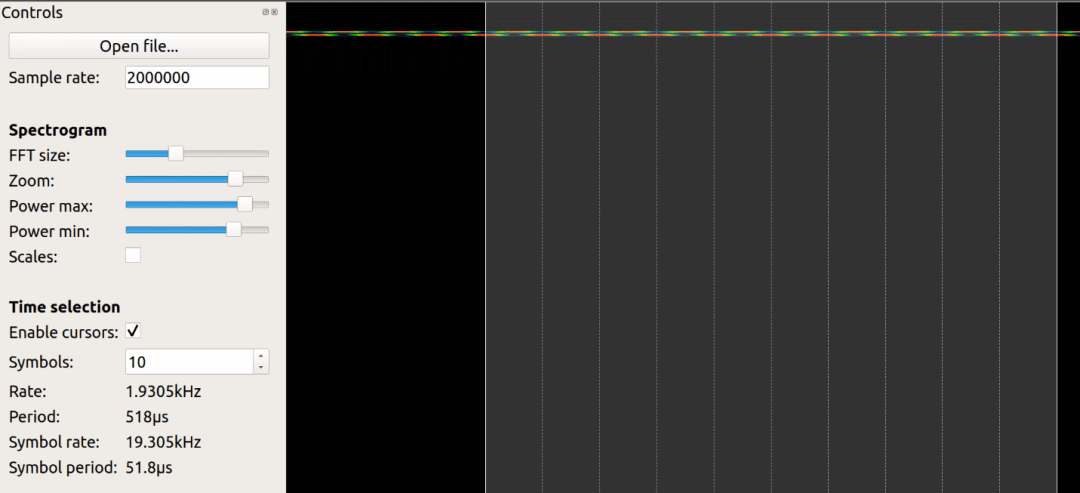 Controls
Open file...
Sample rate: 2000000
Spectrogram
FFT size:
Zoom:
Power max:
Power min:
Scales:
Time selection
Enable cursors:
Symbols: 10
Rate: 1.9305kHz
Period: 518µs
Symbol rate: 19.305kHz
Symbol period: 51.8µs